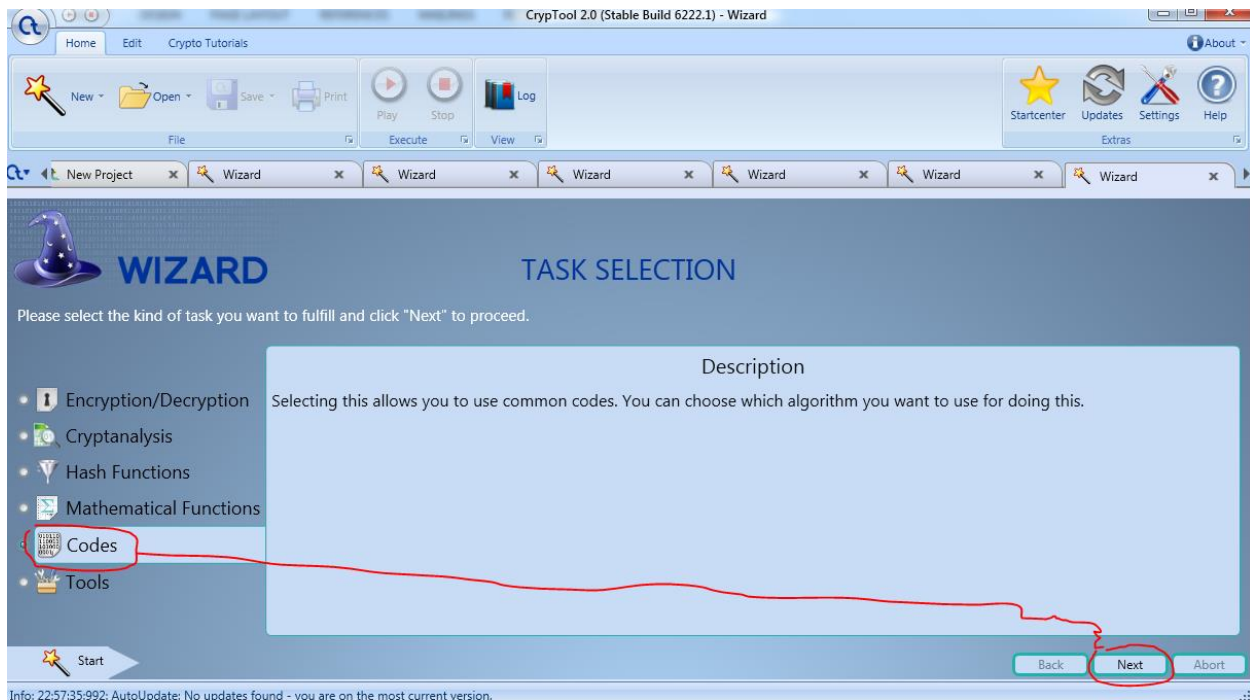 CrypTool 2.0 (Stable Build 6222.1) - Wizard
Home Edit Crypto Tutorials About
New Open Save Print Play Stop Log Startcenter Updates Settings Help
File Execute View Extras
New Project Wizard Wizard Wizard Wizard Wizard Wizard
WIZARD TASK SELECTION
Please select the kind of task you want to fulfill and click "Next" to proceed.
Description
Encryption/Decryption Selecting this allows you to use common codes. You can choose which algorithm you want to use for doing this.
Cryptanalysis
Hash Functions
Mathematical Functions
Codes
Tools
Start Back Next Abort
Info: 22:57:35:992: AutoUpdate: No updates found - you are on the most current version.